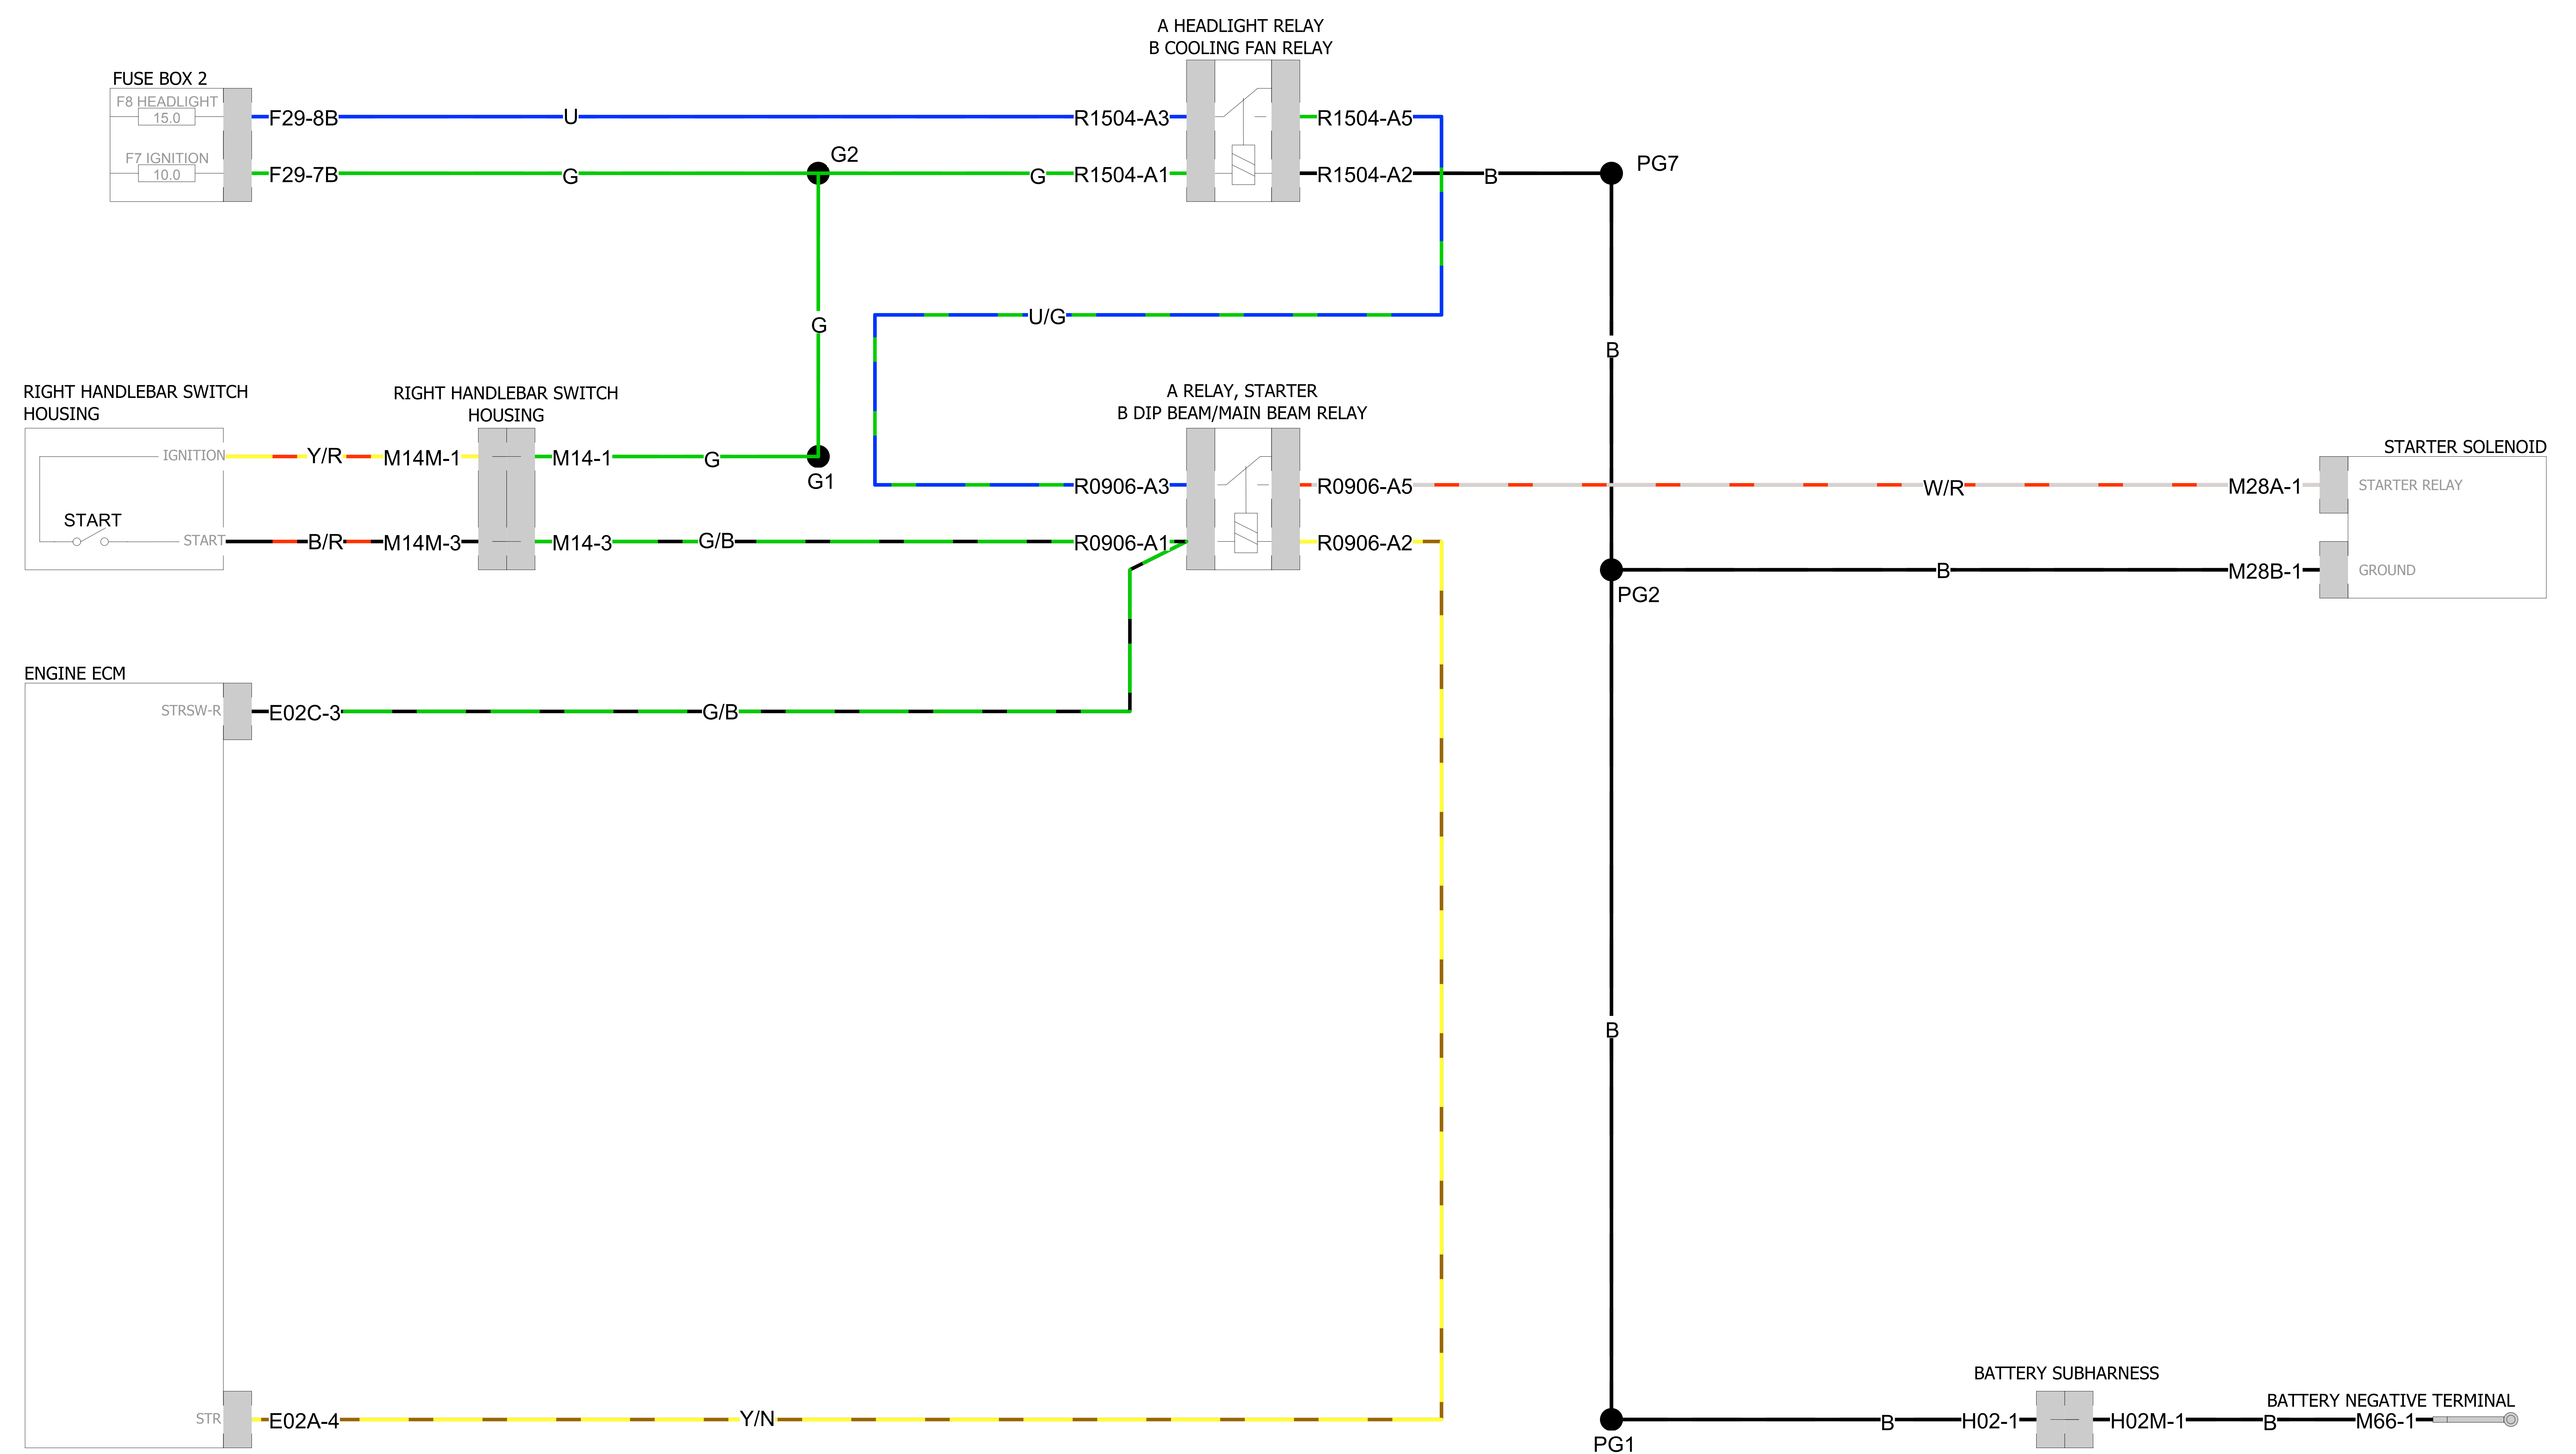 A HEADLIGHT RELAY
B COOLING FAN RELAY
FUSE BOX 2
F8 HEADLIGHT
15.0
F29-8B
U
R1504-A3
R1504-A5
F7 IGNITION
10.0
F29-7B
G
G2
G
R1504-A1
R1504-A2
B
PG7
G
U/G
B
RIGHT HANDLEBAR SWITCH
HOUSING
RIGHT HANDLEBAR SWITCH
HOUSING
A RELAY, STARTER
B DIP BEAM/MAIN BEAM RELAY
STARTER SOLENOID
IGNITION
Y/R
M14M-1
M14-1
G
G1
R0906-A3
R0906-A5
W/R
M28A-1
STARTER RELAY
START
START
B/R
M14M-3
M14-3
G/B
R0906-A1
R0906-A2
PG2
B
M28B-1
GROUND
ENGINE ECM
STRSW-R
E02C-3
G/B
B
STR
E02A-4
Y/N
PG1
B
BATTERY SUBHARNESS
H02-1
H02M-1
B
BATTERY NEGATIVE TERMINAL
M66-1